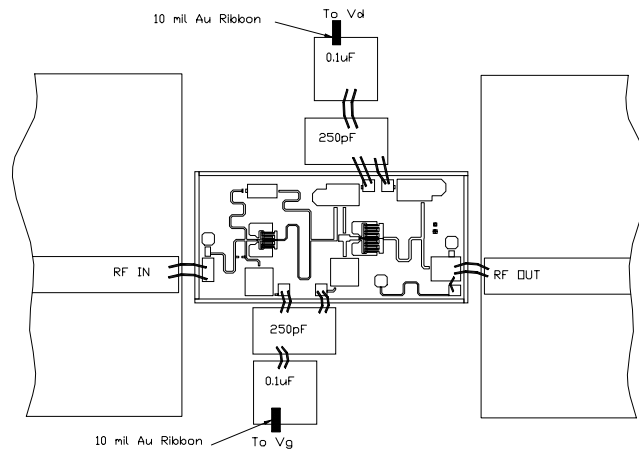 To Vd
10 mil Au Ribbon
0.1uF
250pF
RF IN
RF OUT
250pF
0.1uF
10 mil Au Ribbon
To Vg